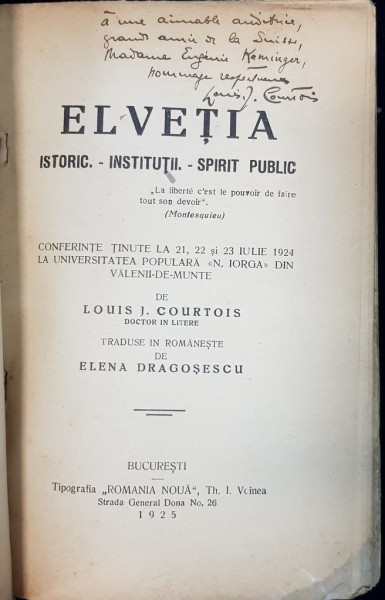 à une aimable auditrice,
grande amie de la Suisse,
Madame Eugénie
hommage respectueux
Louis J. Courtois
ELVEȚIA
ISTORIC. - INSTITUȚII. - SPIRIT PUBLIC
„La liberté c'est le pouvoir de faire
tout son devoir“.
(Montesquieu)
CONFERINȚE ȚINUTE LA 21, 22 și 23 IULIE 1924
LA UNIVERSITATEA POPULARĂ «N. IORGA» DIN
VĂLENII-DE-MUNTE
DE
LOUIS J. COURTOIS
DOCTOR IN LITERE
TRADUSE IN ROMÂNEȘTE
DE
ELENA DRAGOȘESCU
BUCUREȘTI
Tipografia „ROMANIA NOUĂ“, Th. I. Voinea
Strada General Dona No. 26
1925